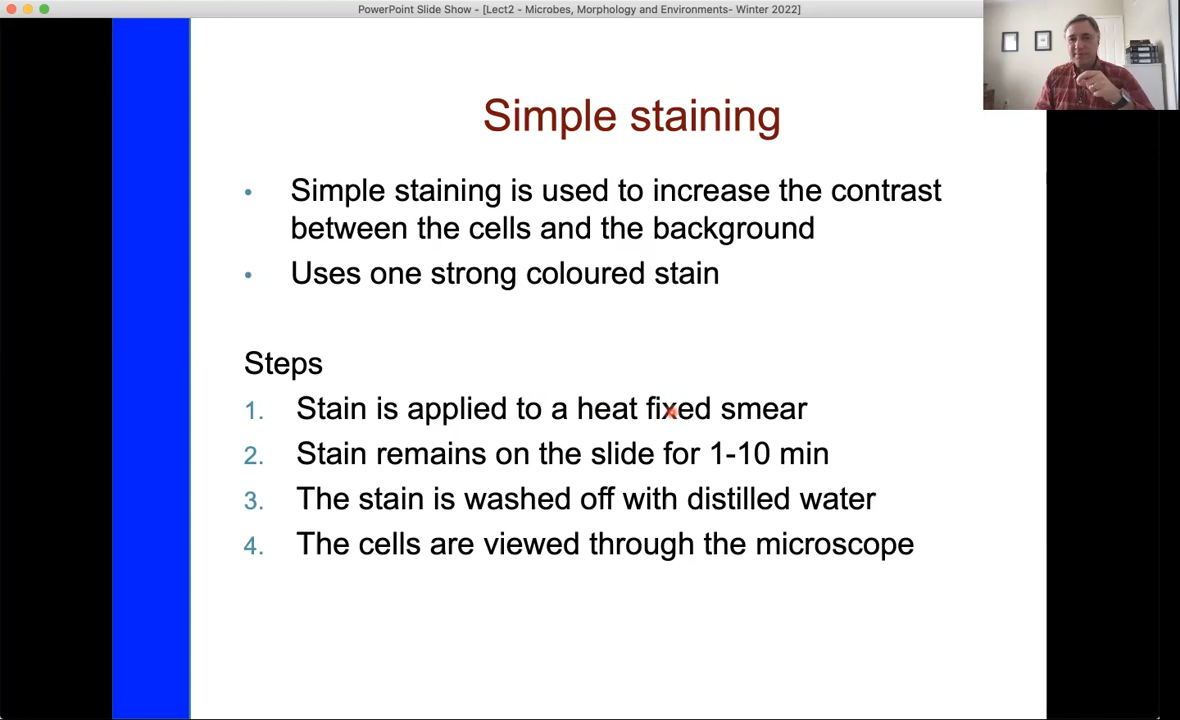 PowerPoint Slide Show - [Lect2 - Microbes, Morphology and Environments- Winter 2022]
Simple staining
• Simple staining is used to increase the contrast
between the cells and the background
• Uses one strong coloured stain
Steps
1. Stain is applied to a heat fixed smear
2. Stain remains on the slide for 1-10 min
3. The stain is washed off with distilled water
4. The cells are viewed through the microscope